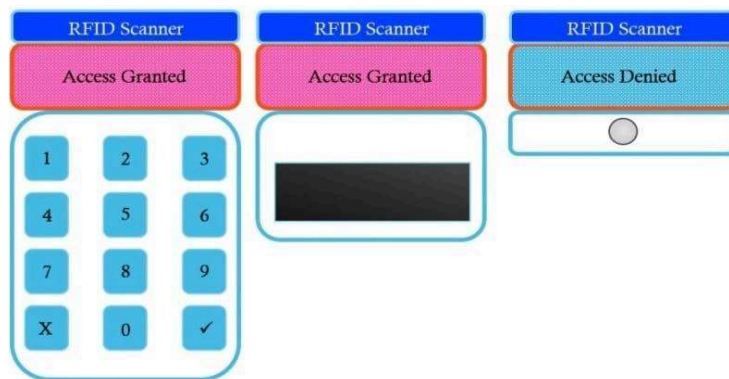 RFID Scanner
Access Granted
1 2 3
4 5 6
7 8 9
X 0 ✓
RFID Scanner
Access Granted
RFID Scanner
Access Denied